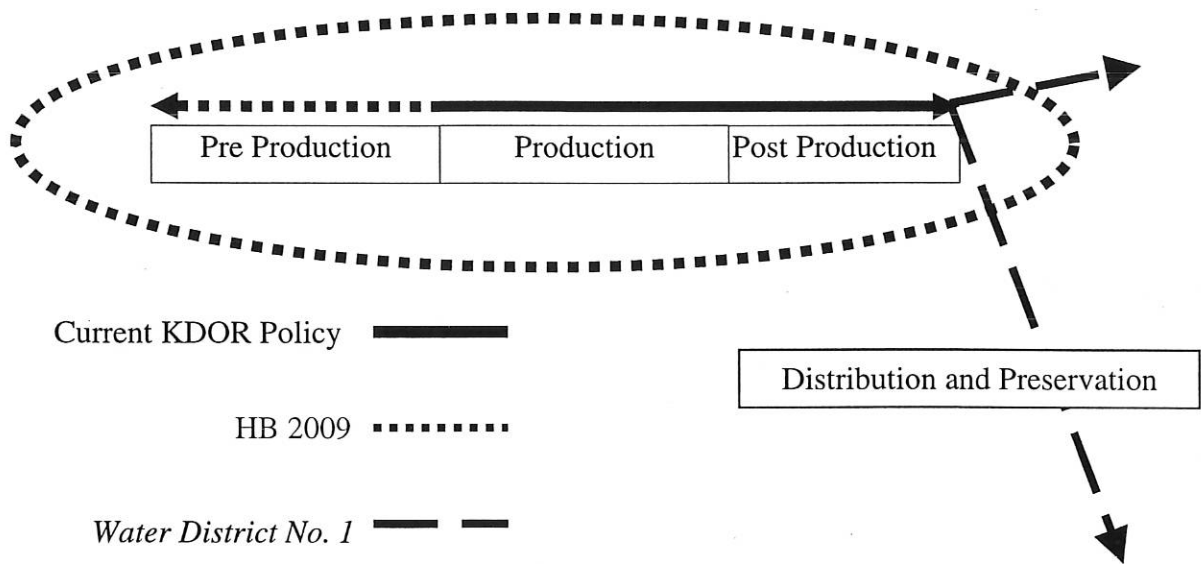 Pre Production
Production
Post Production
Current KDOR Policy
Distribution and Preservation
HB 2009
Water District No. 1